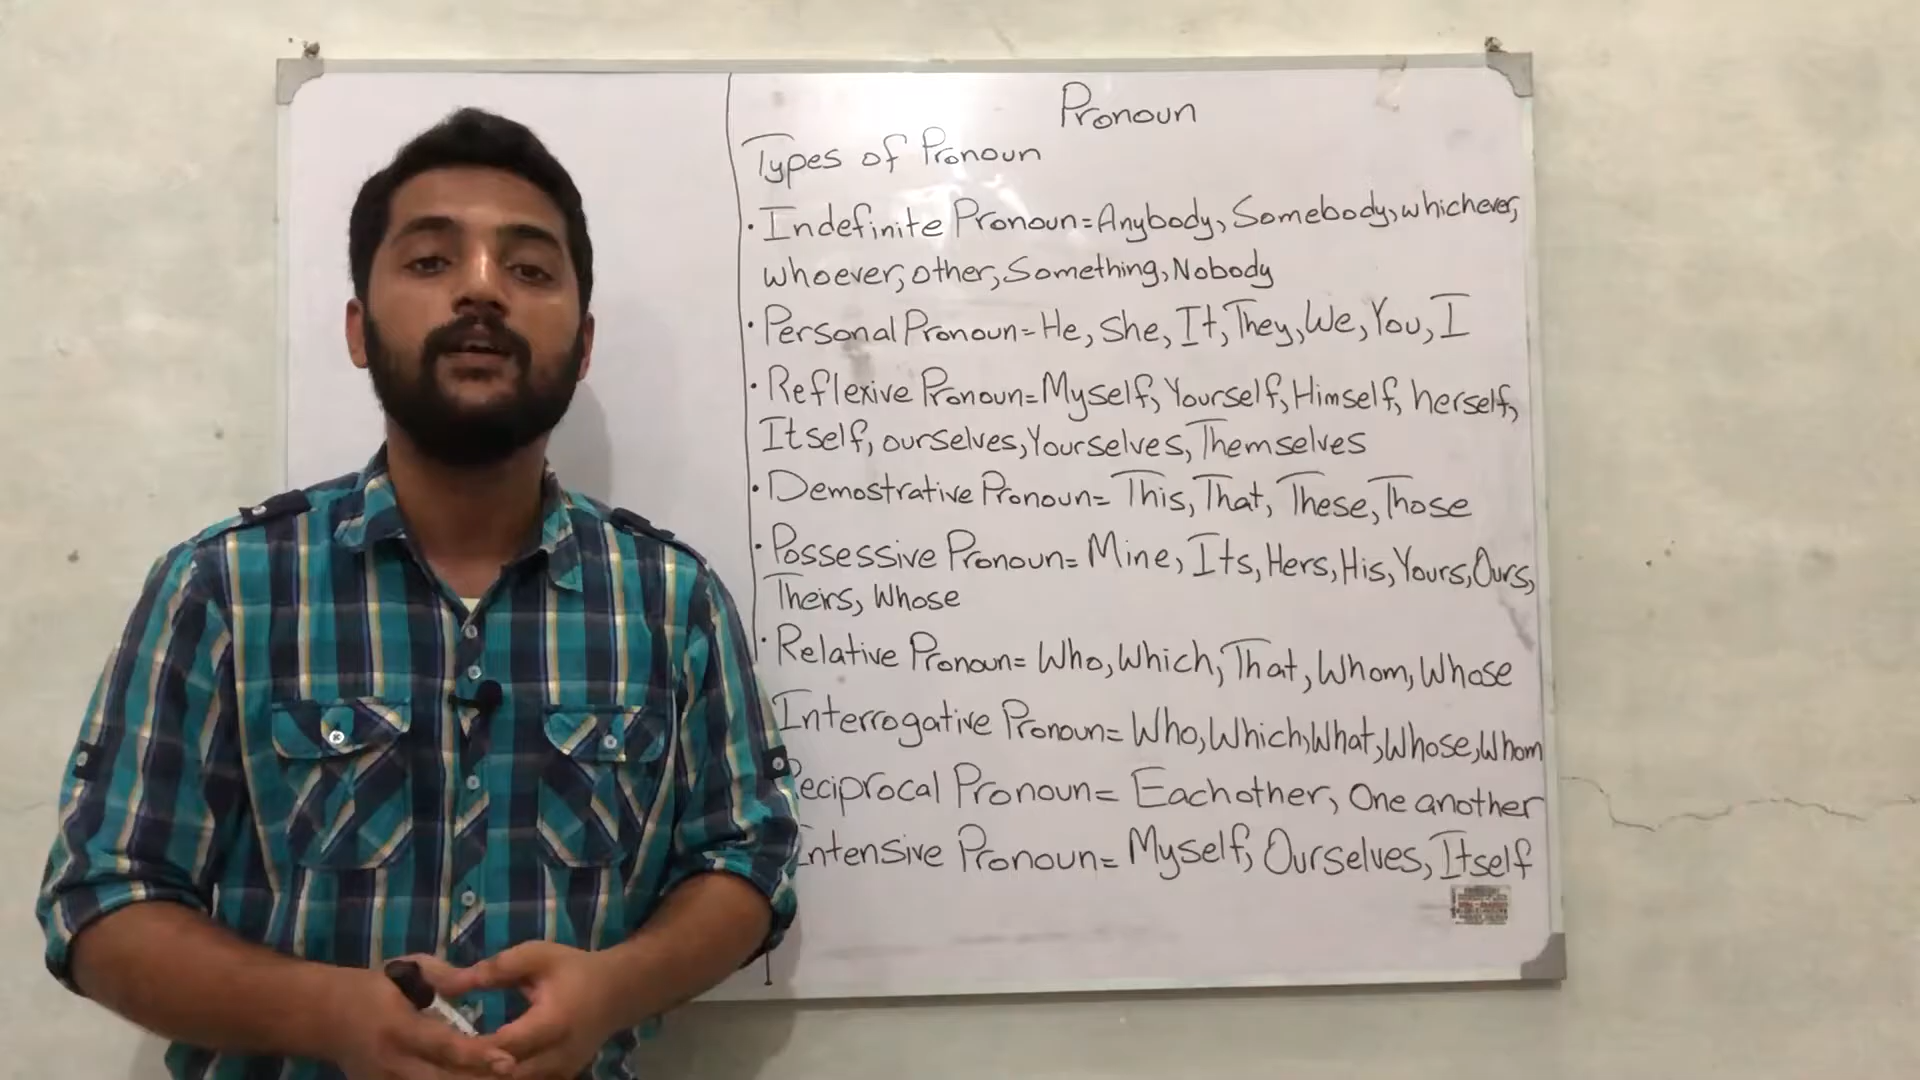 Pronoun
Types of Pronoun
• Indefinite Pronoun = Anybody, Somebody, whichever,
whoever, other, Something, Nobody
• Personal Pronoun = He, She, It, They, We, You, I
• Reflexive Pronoun = Myself, Yourself, Himself, herself,
Itself, ourselves, Yourselves, Themselves
• Demostrative Pronoun = This, That, These, Those
• Possessive Pronoun = Mine, Its, Hers, His, Yours, Ours,
Theirs, Whose
• Relative Pronoun = Who, Which, That, Whom, Whose
Interrogative Pronoun = Who, Which, What, Whose, Whom
eciprocal Pronoun = Each other, One another
Intensive Pronoun = Myself, Ourselves, Itself